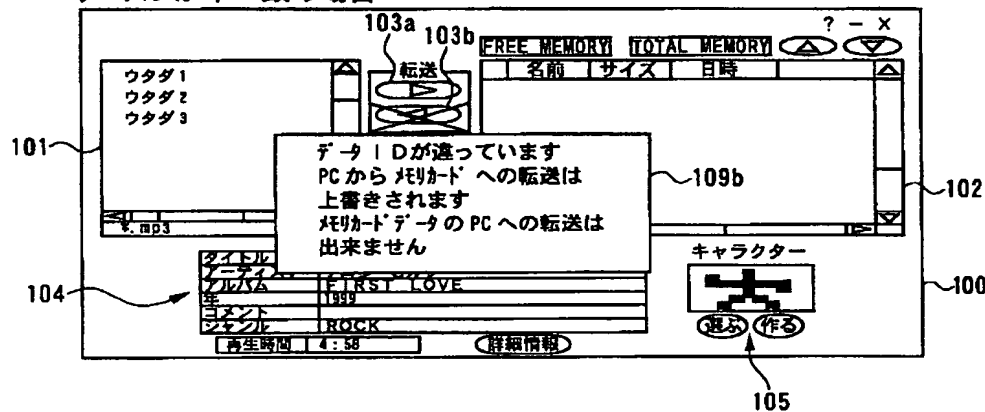 103a
103b
? - ×
FREE MEMORY TOTAL MEMORY
転送
名前 サイズ 日時
ウタダ1
ウタダ2
ウタダ3
101
102
データIDが違っています
PCからメモリカードへの転送は
上書きされます
メモリカードデータのPCへの転送は
出来ません
109b
*.mp3
キャラクター
タイトル
アーティスト
アルバム FIRST LOVE
年 1999
コメント
ジャンル ROCK
104
100
選ぶ 作る
再生時間 4:58
詳細情報
105